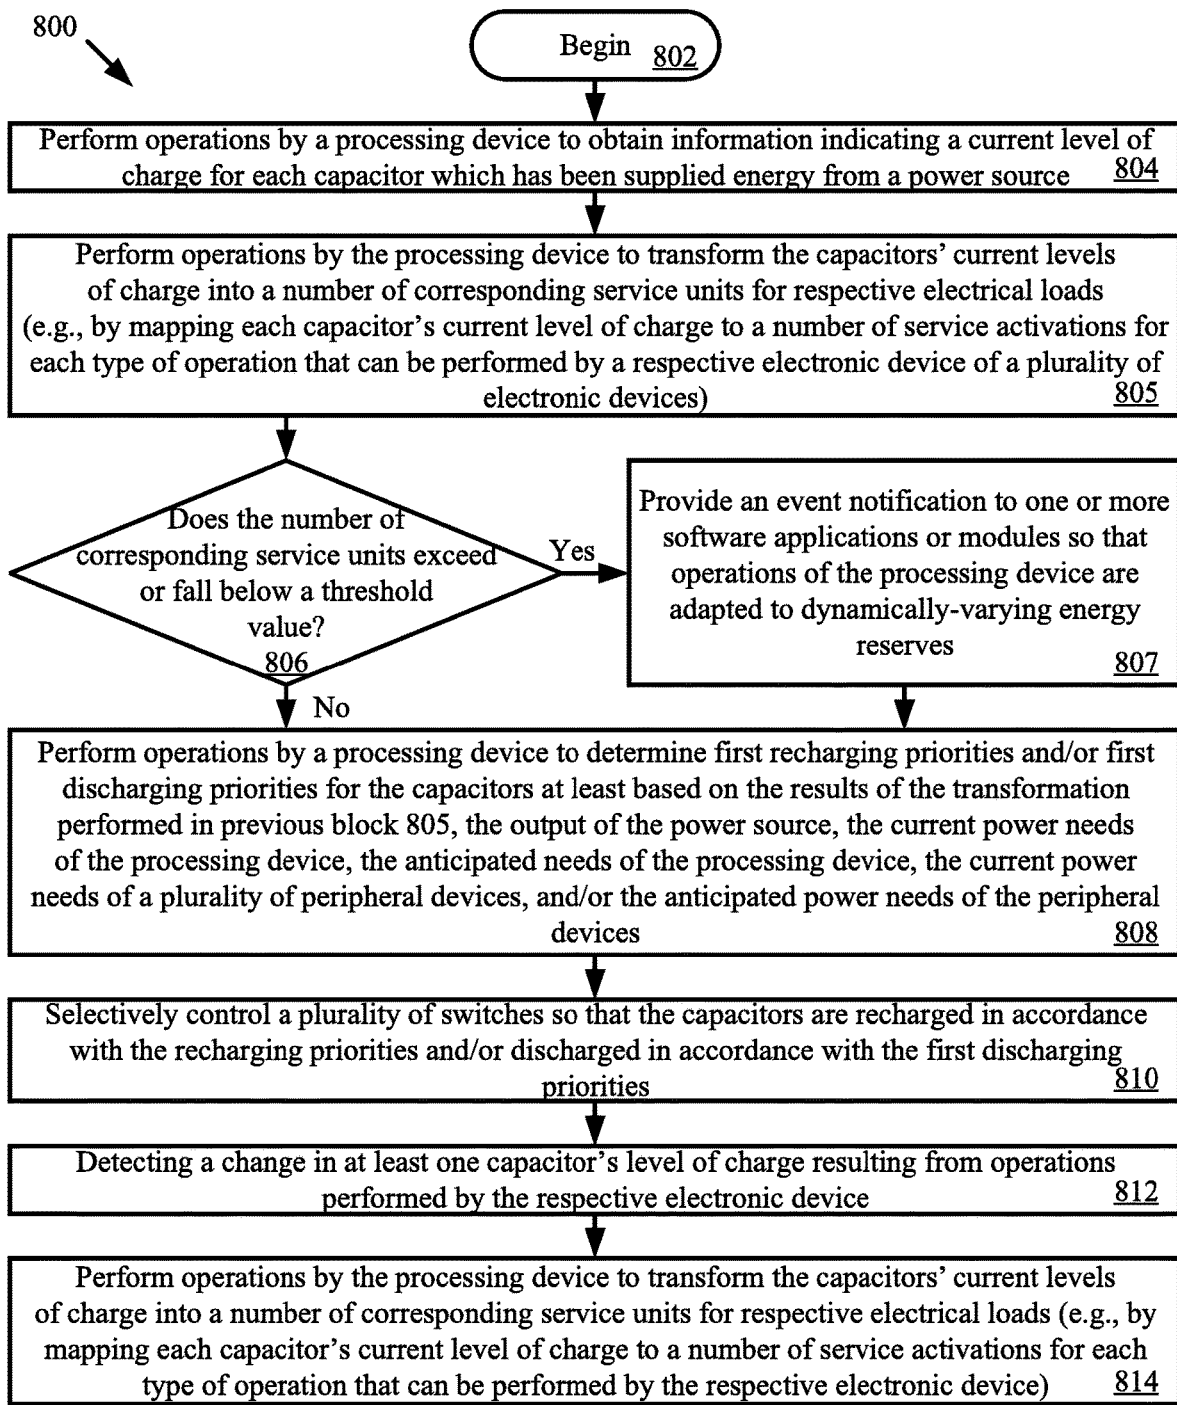 800
Begin 802
Perform operations by a processing device to obtain information indicating a current level of
charge for each capacitor which has been supplied energy from a power source 804
Perform operations by the processing device to transform the capacitors’ current levels
of charge into a number of corresponding service units for respective electrical loads
(e.g., by mapping each capacitor’s current level of charge to a number of service activations for
each type of operation that can be performed by a respective electronic device of a plurality of
electronic devices) 805
Does the number of
corresponding service units exceed
or fall below a threshold
value?
806
Yes
No
Provide an event notification to one or more
software applications or modules so that
operations of the processing device are
adapted to dynamically-varying energy
reserves 807
Perform operations by a processing device to determine first recharging priorities and/or first
discharging priorities for the capacitors at least based on the results of the transformation
performed in previous block 805, the output of the power source, the current power needs
of the processing device, the anticipated needs of the processing device, the current power
needs of a plurality of peripheral devices, and/or the anticipated power needs of the peripheral
devices 808
Selectively control a plurality of switches so that the capacitors are recharged in accordance
with the recharging priorities and/or discharged in accordance with the first discharging
priorities 810
Detecting a change in at least one capacitor’s level of charge resulting from operations
performed by the respective electronic device 812
Perform operations by the processing device to transform the capacitors’ current levels
of charge into a number of corresponding service units for respective electrical loads (e.g., by
mapping each capacitor’s current level of charge to a number of service activations for each
type of operation that can be performed by the respective electronic device) 814